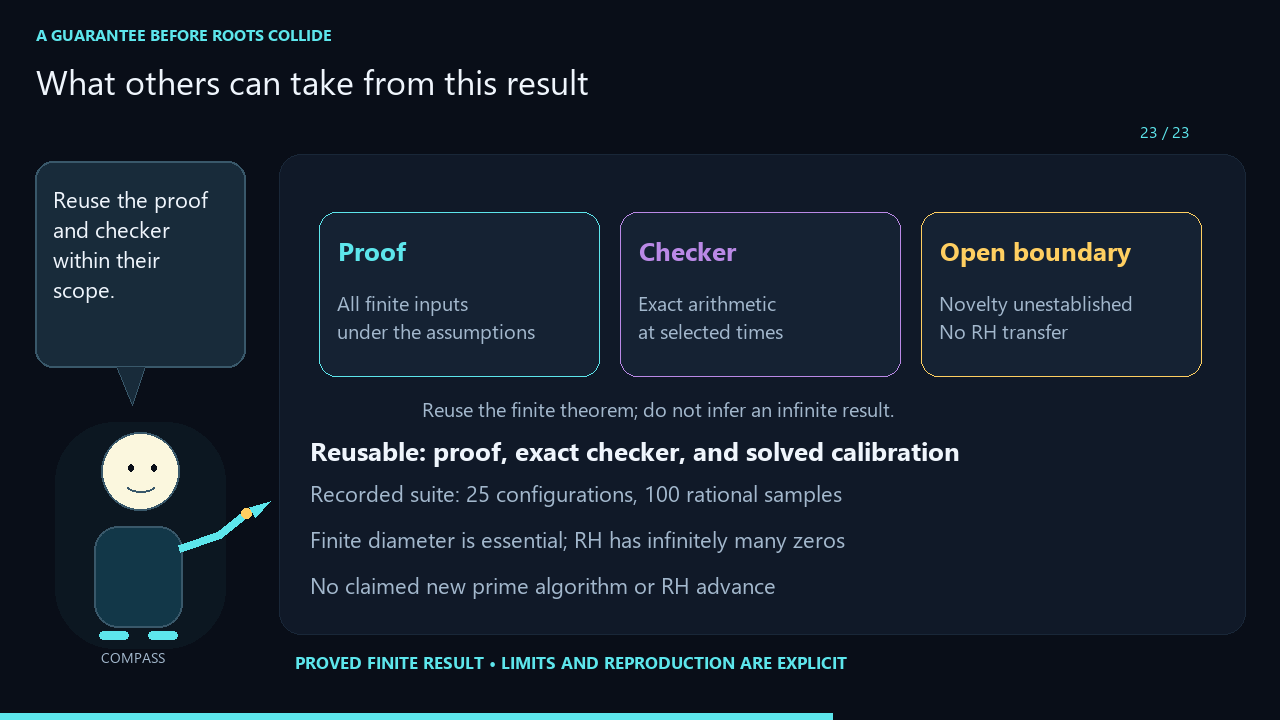 A GUARANTEE BEFORE ROOTS COLLIDE
What others can take from this result
23 / 23
Reuse the proof
and checker
within their
scope.
Proof
All finite inputs
under the assumptions
Checker
Exact arithmetic
at selected times
Open boundary
Novelty unestablished
No RH transfer
Reuse the finite theorem; do not infer an infinite result.
Reusable: proof, exact checker, and solved calibration
Recorded suite: 25 configurations, 100 rational samples
Finite diameter is essential; RH has infinitely many zeros
No claimed new prime algorithm or RH advance
COMPASS
PROVED FINITE RESULT • LIMITS AND REPRODUCTION ARE EXPLICIT